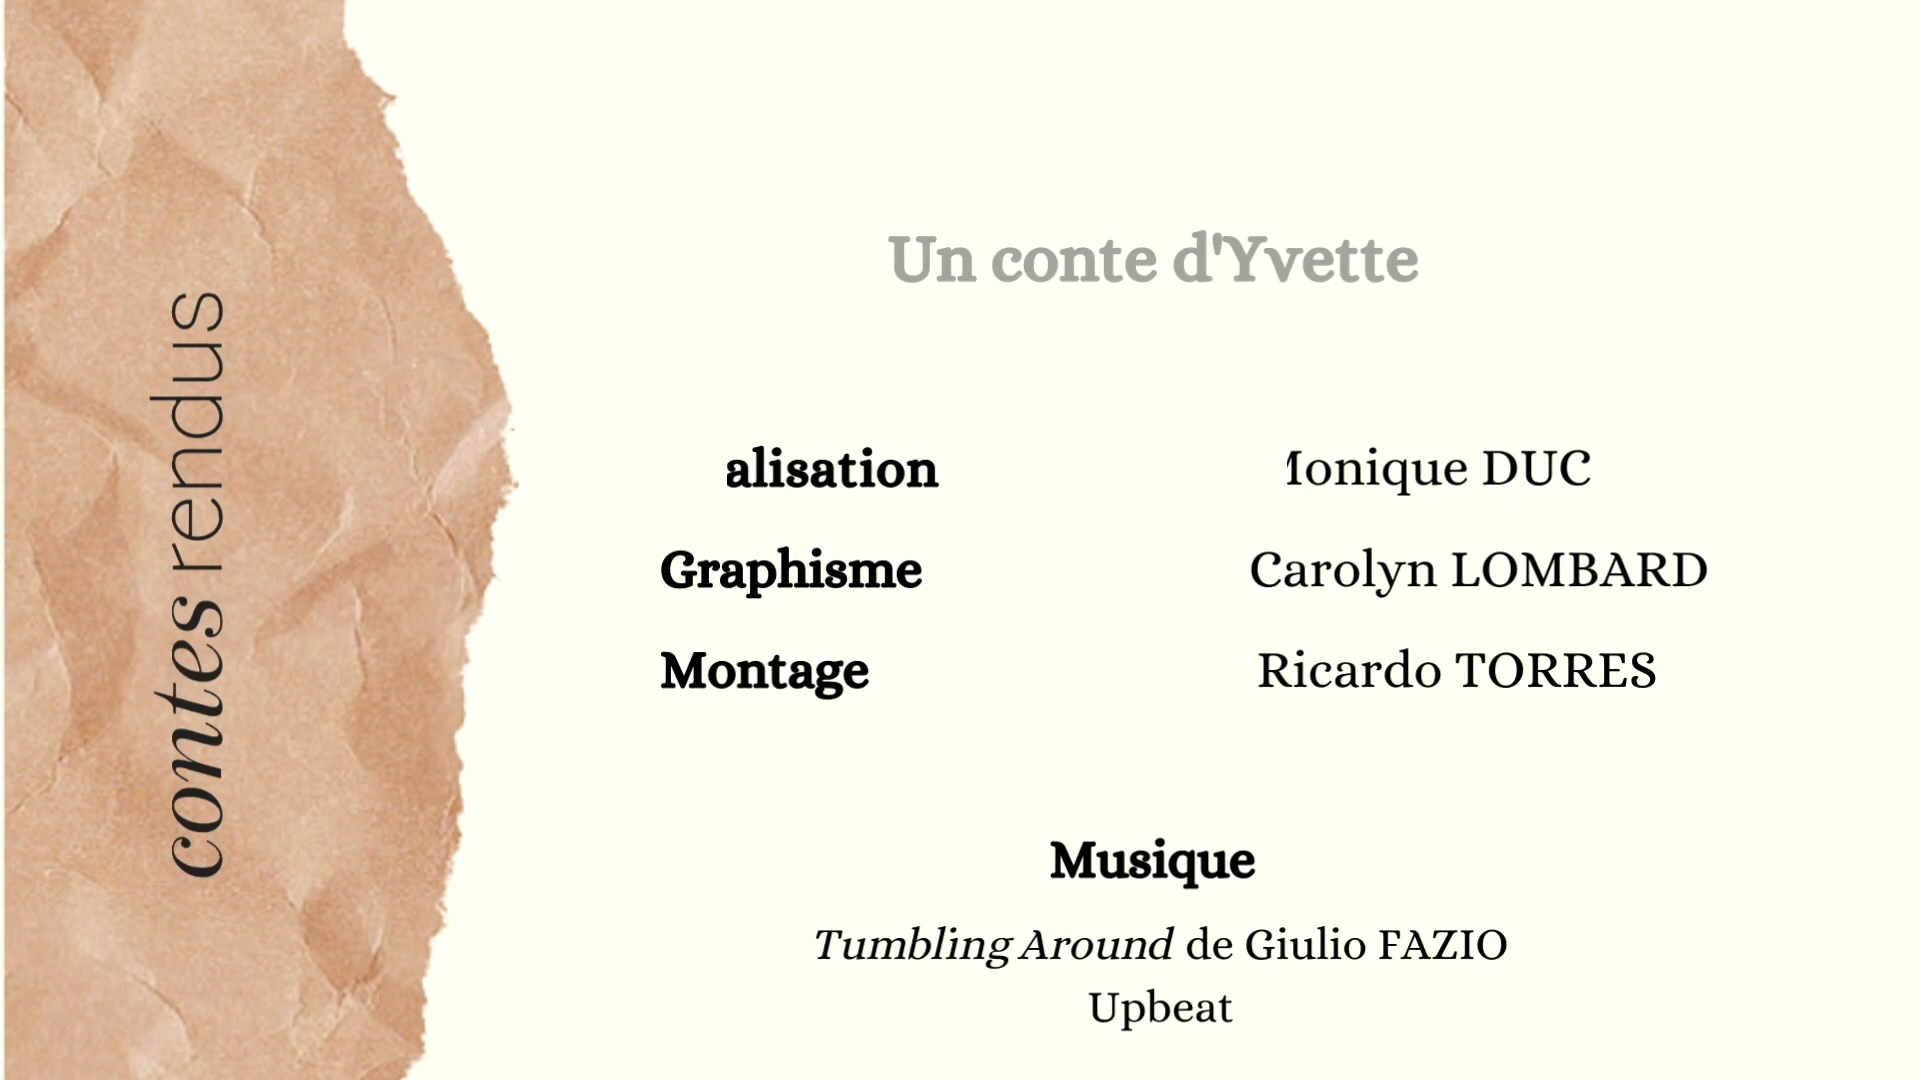 contes rendus
Un conte d'Yvette
alisation onique DUC
Graphisme Carolyn LOMBARD
Montage Ricardo TORRES
Musique
Tumbling Around de Giulio FAZIO
Upbeat